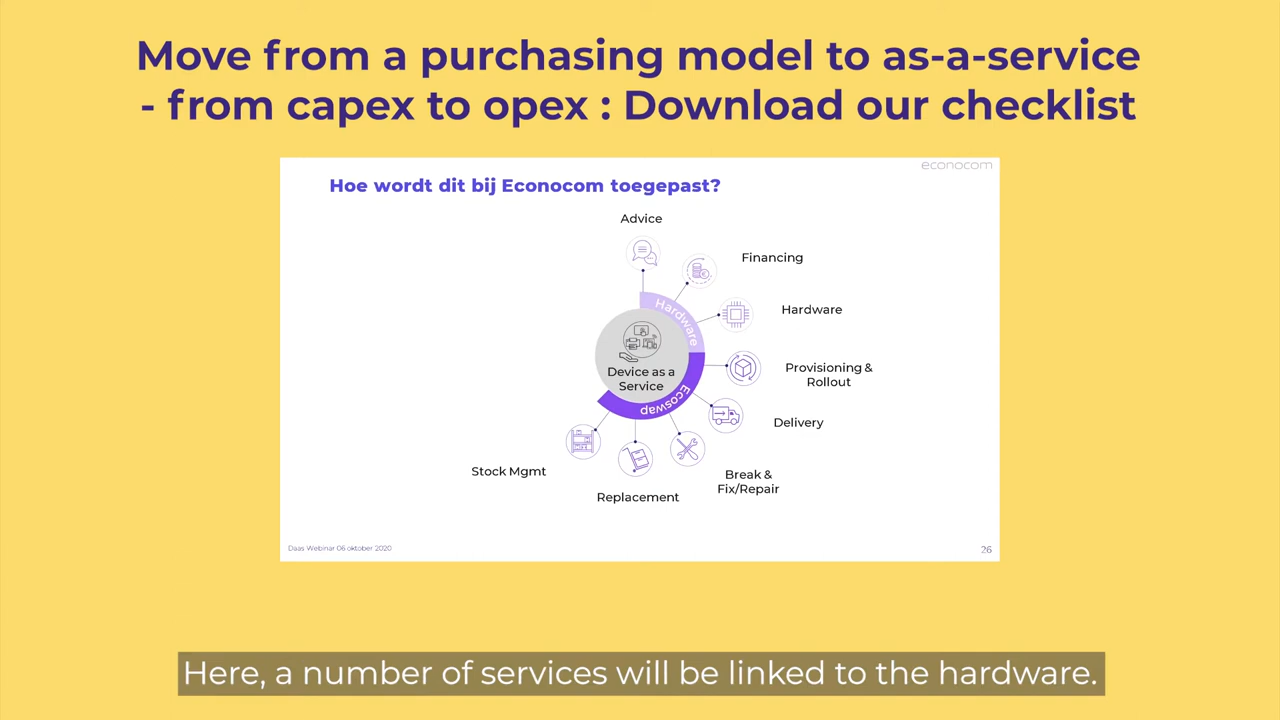 Move from a purchasing model to as-a-service
- from capex to opex : Download our checklist
econocom
Hoe wordt dit bij Econocom toegepast?
Advice
Financing
Hardware
Hardware
Provisioning &
Rollout
Device as a
Service
Ecoswap
Delivery
Stock Mgmt
Break &
Fix/Repair
Replacement
Daas Webinar 06 oktober 2020
26
Here, a number of services will be linked to the hardware.